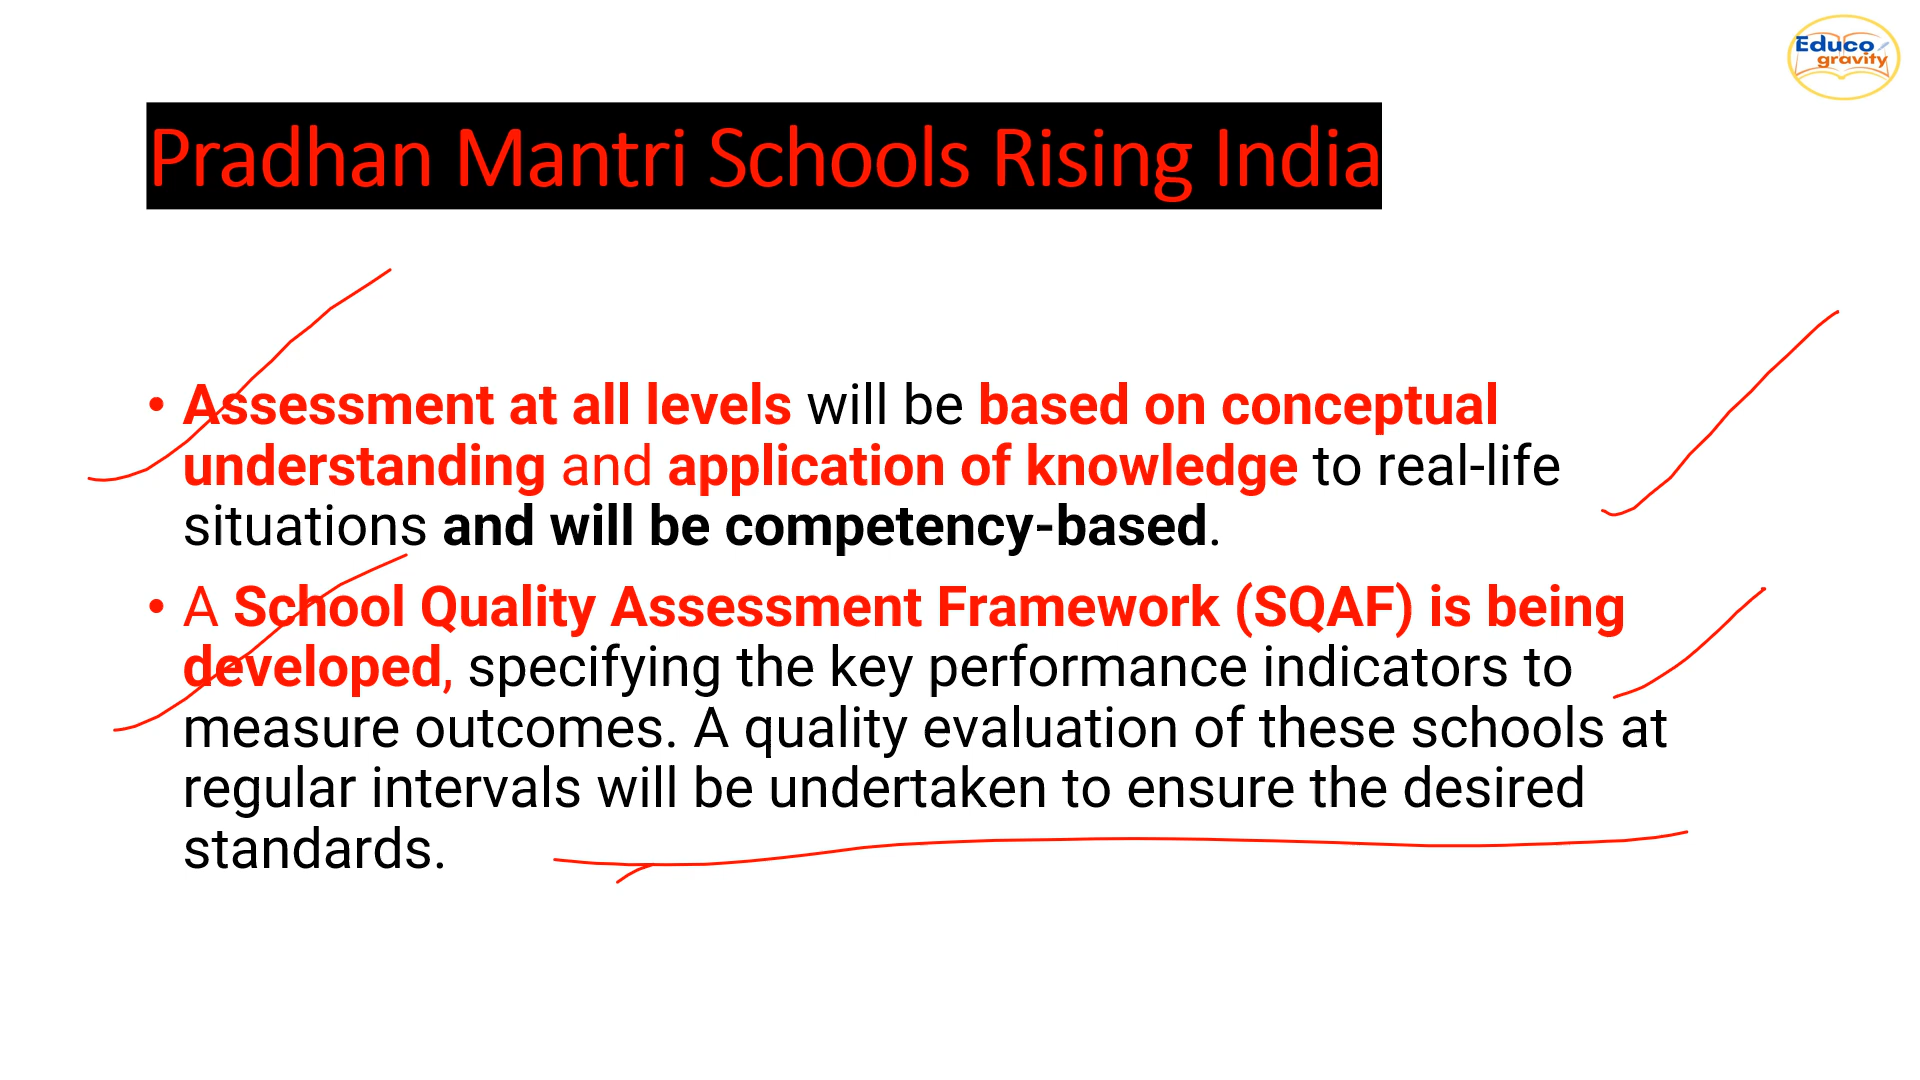 Educo
gravity
Pradhan Mantri Schools Rising India
• Assessment at all levels will be based on conceptual
understanding and application of knowledge to real-life
situations and will be competency-based.
• A School Quality Assessment Framework (SQAF) is being
developed, specifying the key performance indicators to
measure outcomes. A quality evaluation of these schools at
regular intervals will be undertaken to ensure the desired
standards.